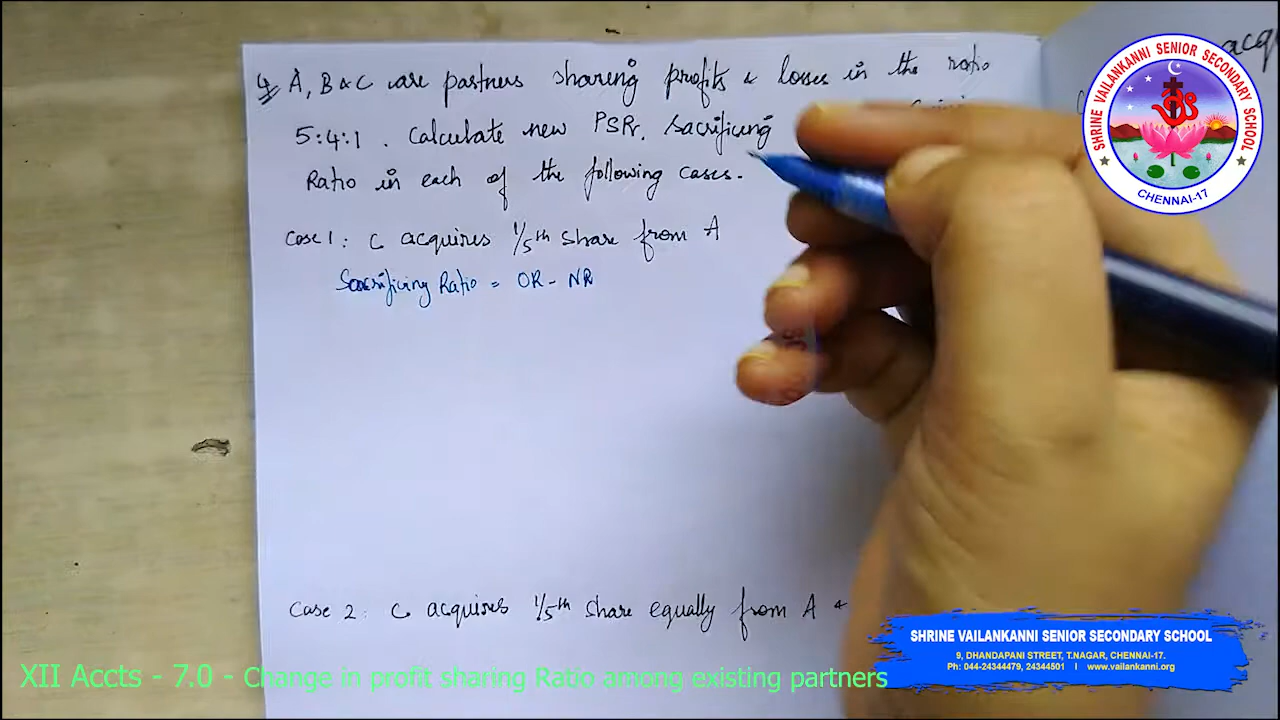 Q. A, B & C are partners sharing profits & losses in the ratio
5:4:1. Calculate new PSR, Sacrificing
Ratio in each of the following cases.
Case 1: C acquires 1/5th share from A
Sacrificing Ratio = OR - NR
Case 2: C acquires 1/5th share equally from A &
acq
SHRINE VAILANKANNI SENIOR SECONDARY SCHOOL
CHENNAI-17
SHRINE VAILANKANNI SENIOR SECONDARY SCHOOL
9, DHANDAPANI STREET, T.NAGAR, CHENNAI-17.
Ph: 044-24344479, 24344501 I www.vailankanni.org
XII Accts - 7.0 - Change in profit sharing Ratio among existing partners